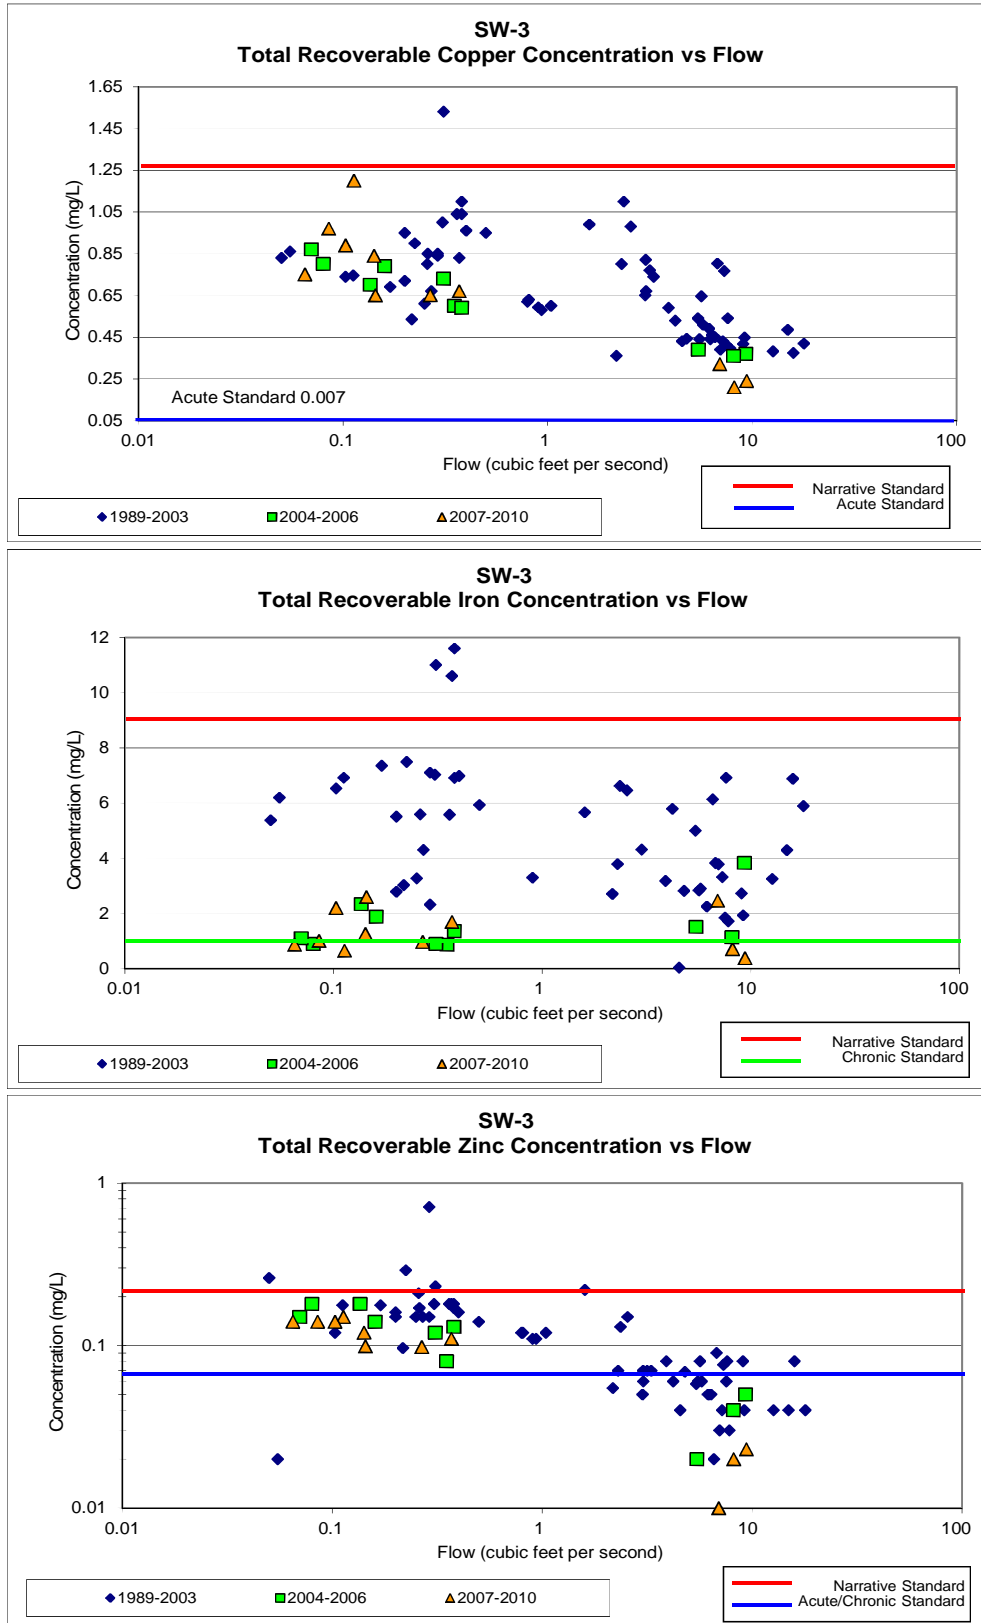 SW-3
Total Recoverable Copper Concentration vs Flow
Concentration (mg/L)
1.65
1.45
1.25
1.05
0.85
0.65
0.45
0.25
0.05
Acute Standard 0.007
0.01
0.1
1
10
100
Flow (cubic feet per second)
1989-2003
2004-2006
2007-2010
Narrative Standard
Acute Standard
SW-3
Total Recoverable Iron Concentration vs Flow
Concentration (mg/L)
12
10
8
6
4
2
0
0.01
0.1
1
10
100
Flow (cubic feet per second)
1989-2003
2004-2006
2007-2010
Narrative Standard
Chronic Standard
SW-3
Total Recoverable Zinc Concentration vs Flow
Concentration (mg/L)
1
0.1
0.01
0.01
0.1
1
10
100
Flow (cubic feet per second)
1989-2003
2004-2006
2007-2010
Narrative Standard
Acute/Chronic Standard